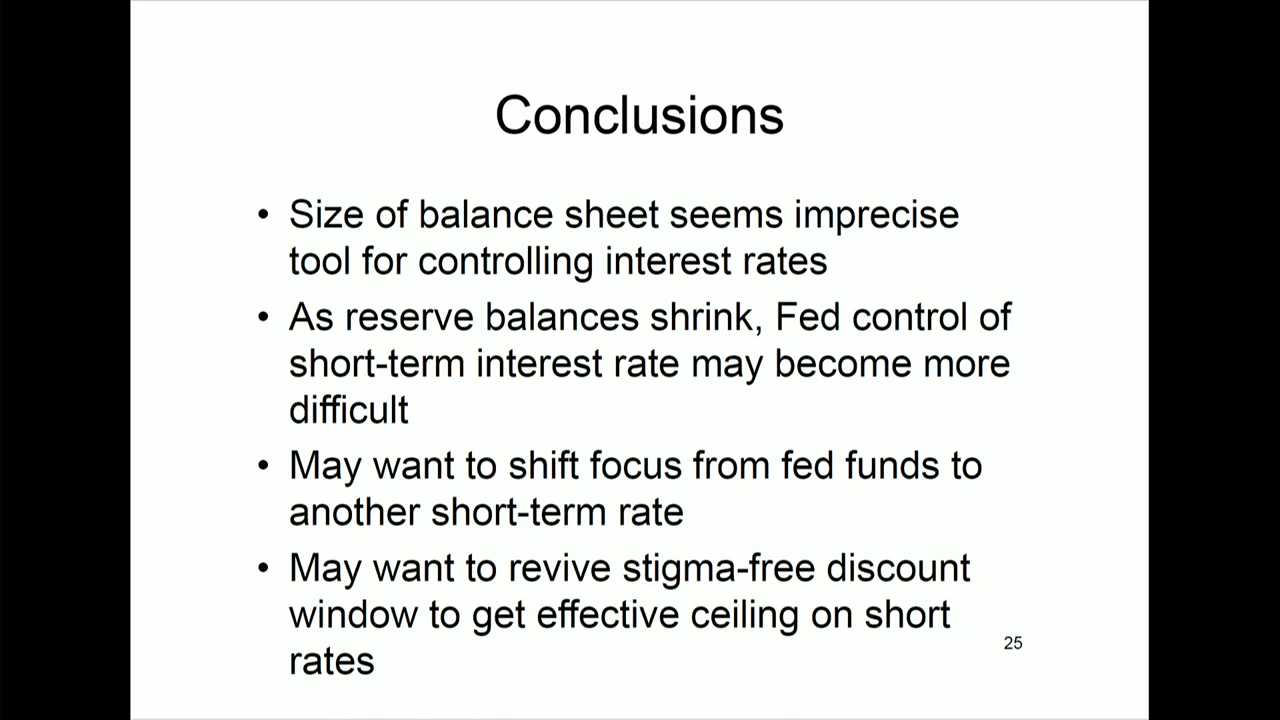 Conclusions
• Size of balance sheet seems imprecise
tool for controlling interest rates
• As reserve balances shrink, Fed control of
short-term interest rate may become more
difficult
• May want to shift focus from fed funds to
another short-term rate
• May want to revive stigma-free discount
window to get effective ceiling on short
rates
25